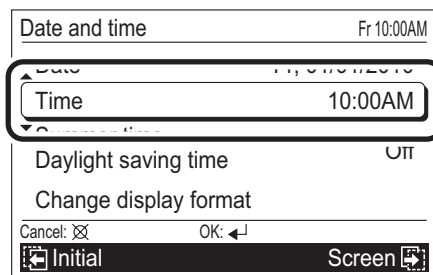 Date and time Fr 10:00AM
Time 10:00AM
Daylight saving time Off
Change display format
Cancel: OK:
Initial Screen